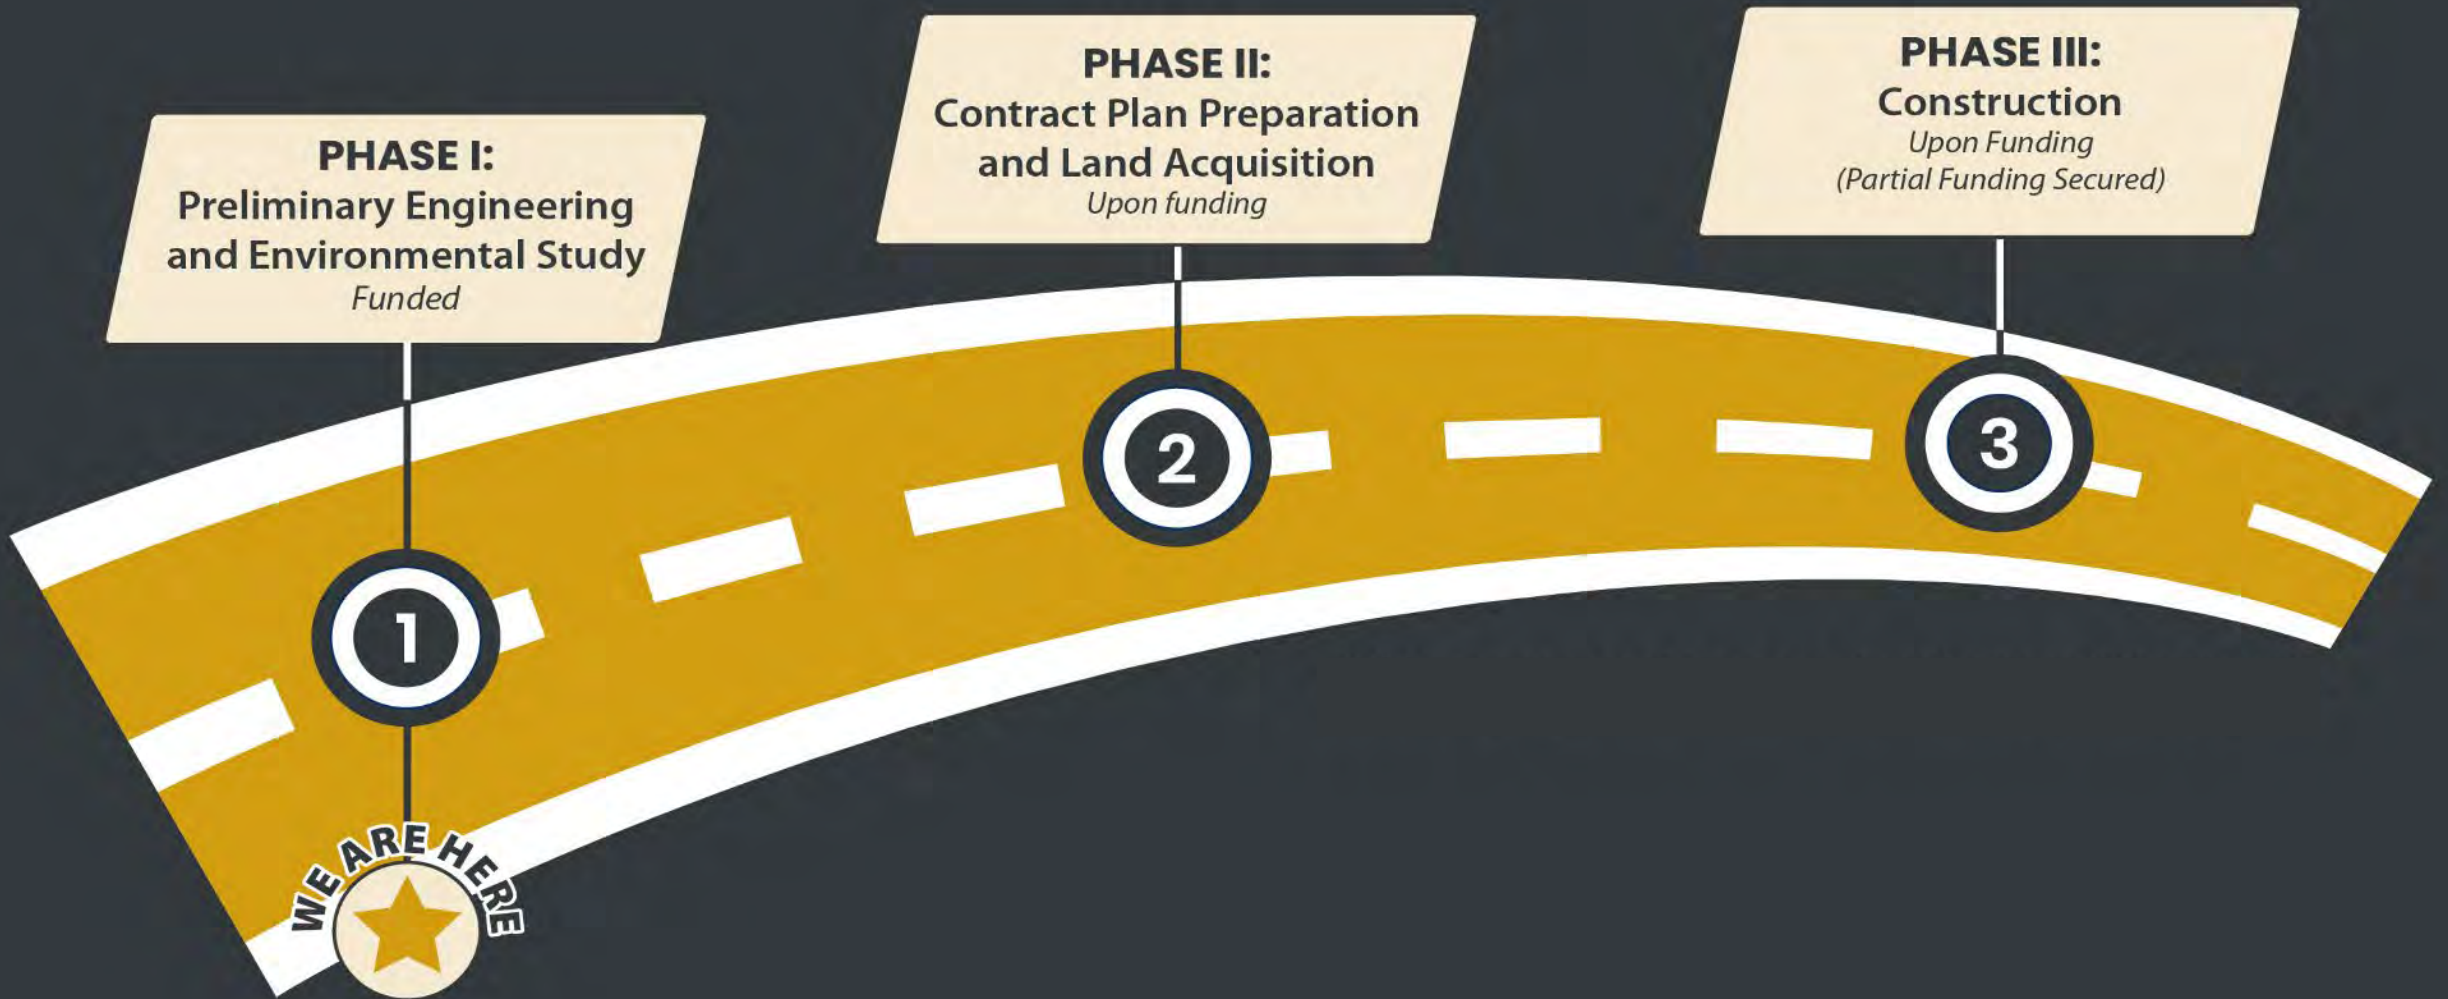 PHASE I:
Preliminary Engineering
and Environmental Study
Funded
PHASE II:
Contract Plan Preparation
and Land Acquisition
Upon funding
PHASE III:
Construction
Upon Funding
(Partial Funding Secured)
1
2
3
WE ARE HERE